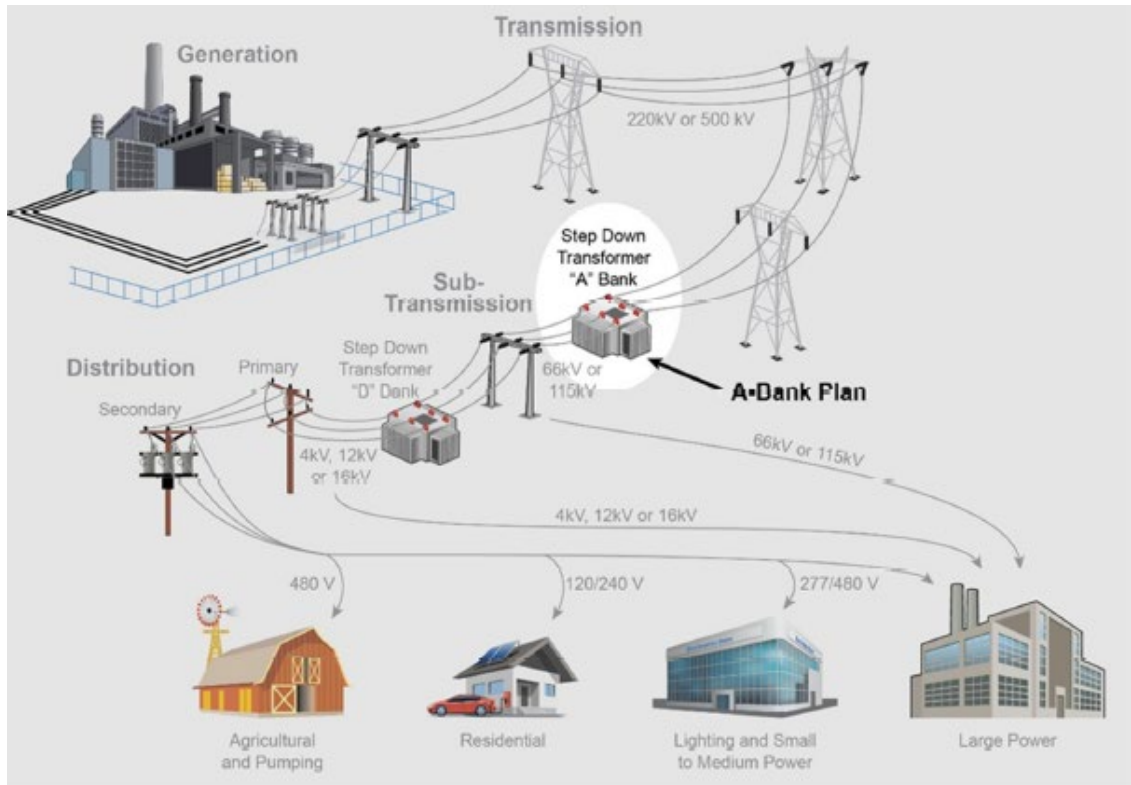 Transmission
Generation
220kV or 500 kV
Step Down
Transformer
"A" Bank
Sub-
Transmission
66kV or
115kV
A-Dank Plan
Step Down
Transformer
"D" Dank
Distribution
Primary
Secondary
4kV, 12kV
or 16kV
66kV or 115kV
4kV, 12kV or 16kV
480 V
120/240 V
277/480 V
Agricultural
and Pumping
Residential
Lighting and Small
to Medium Power
Large Power